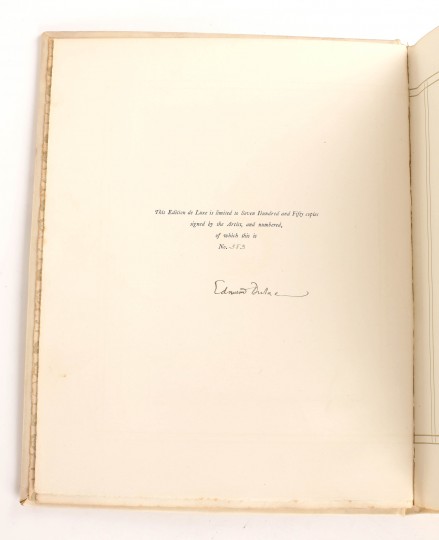 This Edition de Luxe is limited to Seven Hundred and Fifty copies
signed by the Artist, and numbered,
of which this is
No.
Edmund Dulac